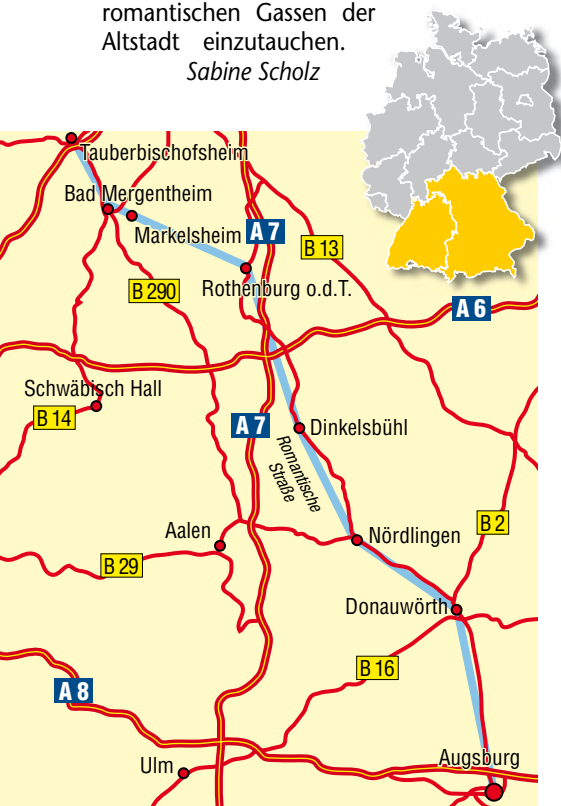 romantischen Gassen der
Altstadt einzutauchen.
Sabine Scholz
Tauberbischofsheim
Bad Mergentheim
Markelsheim
A 7
B 13
B 290
Rothenburg o.d.T.
A 6
Schwäbisch Hall
B 14
A 7
Dinkelsbühl
Romantische
Straße
Aalen
Nördlingen
B 2
B 29
Donauwörth
B 16
A 8
Ulm
Augsburg